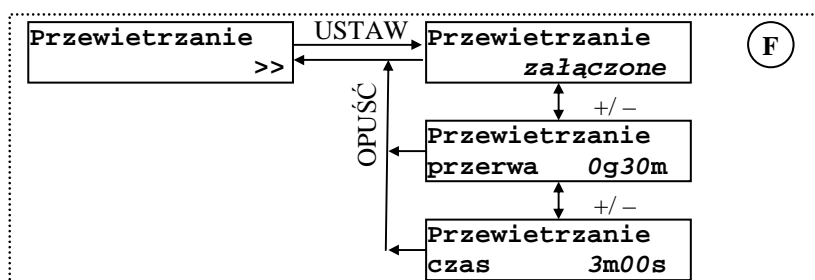 Przewietrzanie
>>
USTAW
Przewietrzanie
załączone
F
+/–
OPUŚĆ
Przewietrzanie
przerwa 0g30m
+/–
Przewietrzanie
czas 3m00s